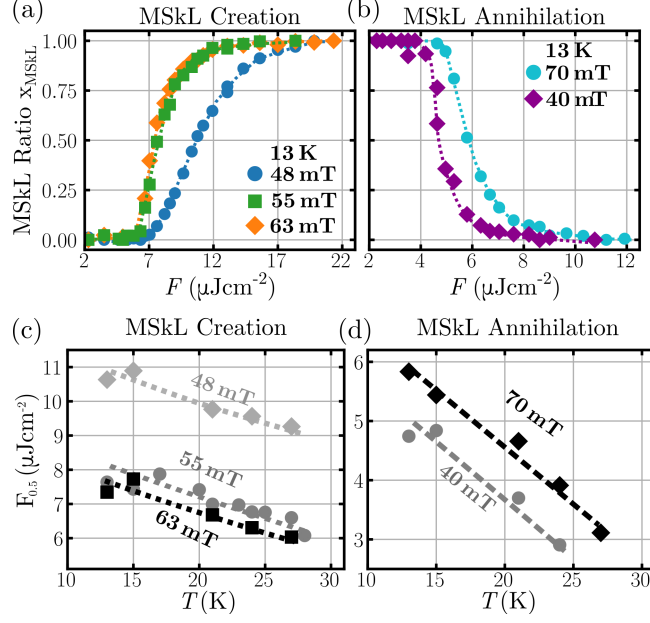 (a) MSkL Creation
MSkL Ratio x_MSkL
1.00
0.75
0.50
0.25
0.00
13 K
48 mT
55 mT
63 mT
2 7 12 17 22
F (μJcm⁻²)
(b) MSkL Annihilation
13 K
70 mT
40 mT
2 4 6 8 10 12
F (μJcm⁻²)
(c) MSkL Creation
F_0.5 (μJcm⁻²)
11
10
9
8
7
6
48 mT
55 mT
63 mT
10 15 20 25 30
T (K)
(d) MSkL Annihilation
6
5
4
3
70 mT
40 mT
10 15 20 25 30
T (K)